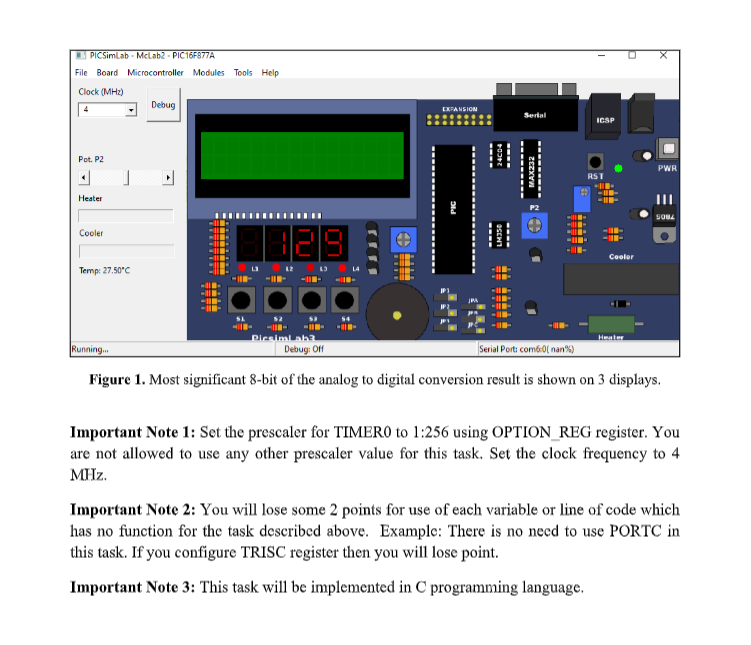 PICSimLab - McLab2 - PIC16F877A
File Board Microcontroller Modules Tools Help
Clock (MHz)
4
Debug
Pot. P2
Heater
Cooler
Temp: 27.50°C
EXPANSION
Serial
ICSP
PWR
RST
24C04
MAX232
PIC
P2
LM358
7805
Cooler
129
L1 L2 L3 L4
S1 S2 S3 S4
JP1
JP2
PicsimLab3
Heater
Running...
Debug: Off
Serial Port: com6:0( nan%)
Figure 1. Most significant 8-bit of the analog to digital conversion result is shown on 3 displays.
Important Note 1: Set the prescaler for TIMER0 to 1:256 using OPTION_REG register. You
are not allowed to use any other prescaler value for this task. Set the clock frequency to 4
MHz.
Important Note 2: You will lose some 2 points for use of each variable or line of code which
has no function for the task described above. Example: There is no need to use PORTC in
this task. If you configure TRISC register then you will lose point.
Important Note 3: This task will be implemented in C programming language.